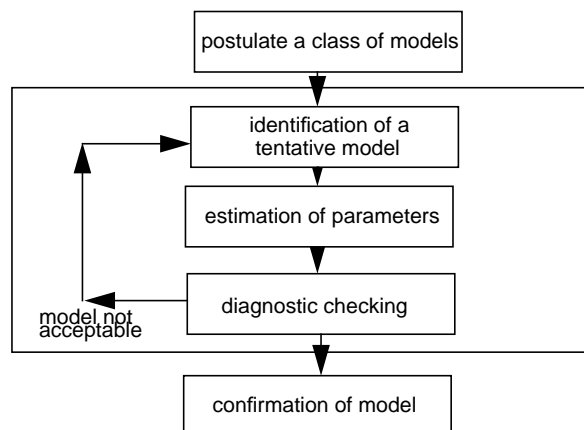 postulate a class of models
identification of a
tentative model
estimation of parameters
diagnostic checking
model not
acceptable
confirmation of model